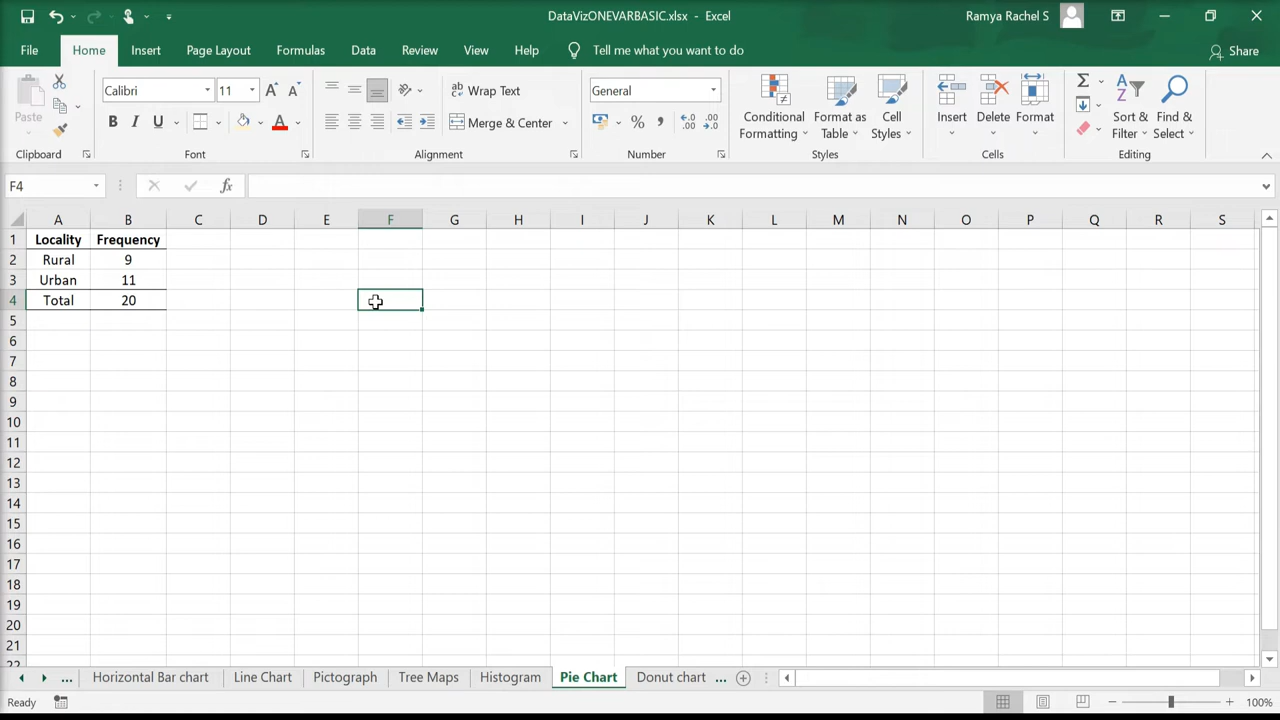 DataVizONEVARBASIC.xlsx - Excel
Ramya Rachel S
File Home Insert Page Layout Formulas Data Review View Help Tell me what you want to do Share
Paste
Calibri 11
Wrap Text
Merge & Center
General
Conditional Formatting
Format as Table
Cell Styles
Insert Delete Format
Sort & Filter
Find & Select
Clipboard Font Alignment Number Styles Cells Editing
F4
A B C D E F G H I J K L M N O P Q R S
1 Locality Frequency
2 Rural 9
3 Urban 11
4 Total 20
5
6
7
8
9
10
11
12
13
14
15
16
17
18
19
20
21
22
... Horizontal Bar chart Line Chart Pictograph Tree Maps Histogram Pie Chart Donut chart ...
Ready 100%